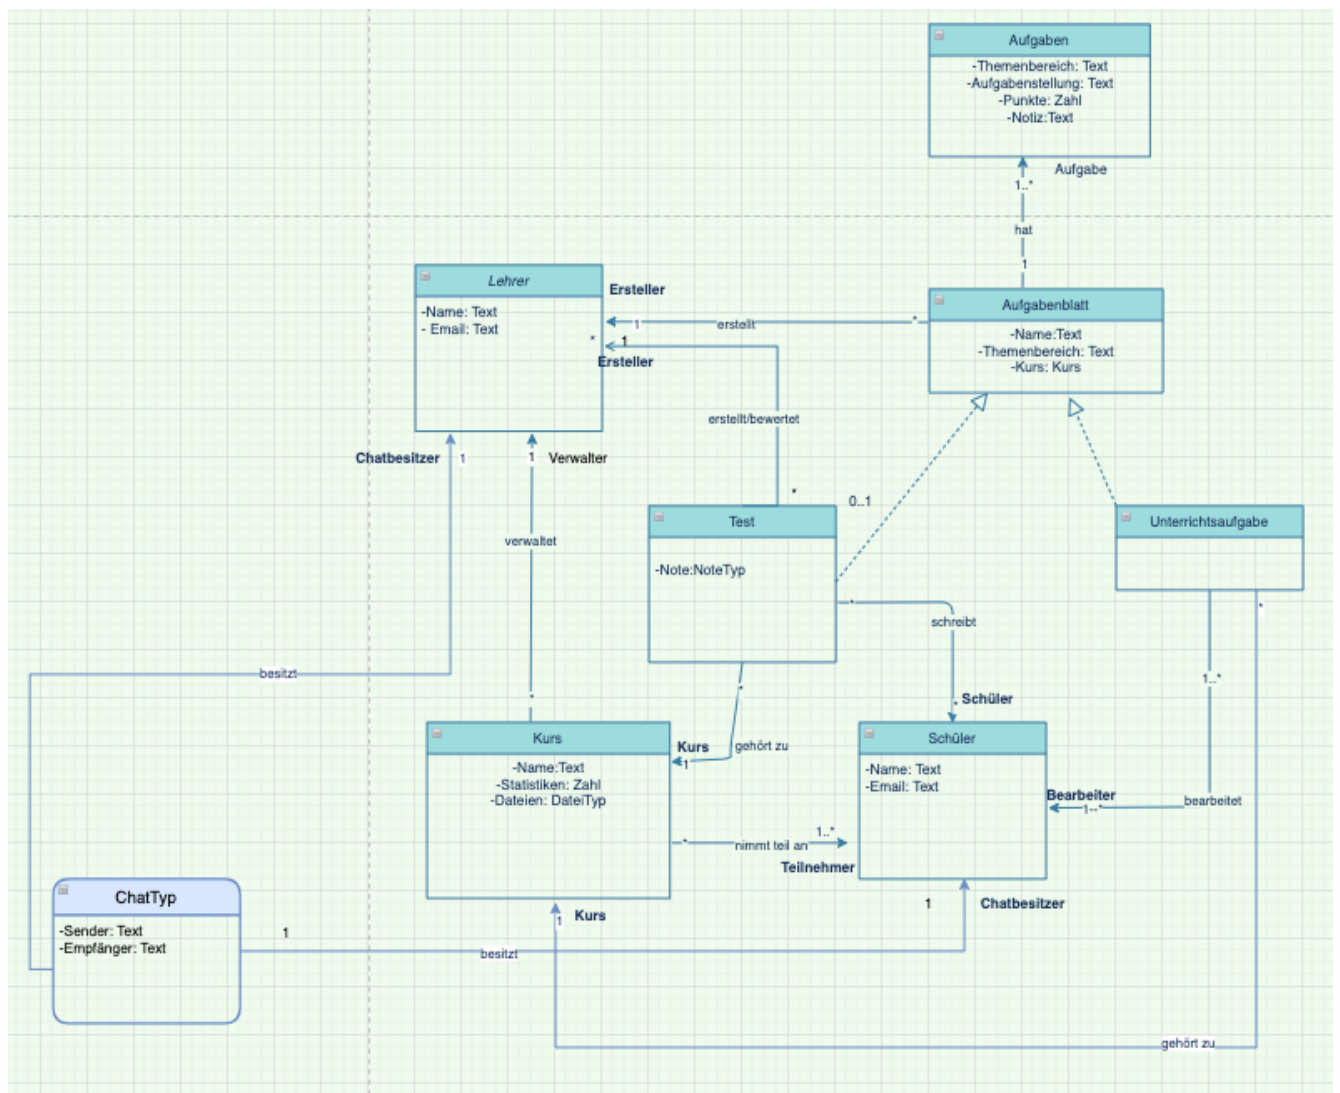 Aufgaben
-Themenbereich: Text
-Aufgabenstellung: Text
-Punkte: Zahl
-Notiz:Text
Aufgabe
1..*
hat
1
Lehrer
-Name: Text
- Email: Text
Ersteller
1
erstellt
*
Aufgabenblatt
-Name:Text
-Themenbereich: Text
-Kurs: Kurs
*
1
Ersteller
erstellt/bewertet
*
Chatbesitzer
1
1
Verwalter
verwaltet
*
0..1
Test
-Note:NoteTyp
Unterrichtsaufgabe
*
schreibt
*
Schüler
*
1..*
besitzt
*
Kurs
1
gehört zu
Kurs
-Name:Text
-Statistiken: Zahl
-Dateien: DateiTyp
Schüler
-Name: Text
-Email: Text
Bearbeiter
1--*
bearbeitet
*
nimmt teil an
1..*
Teilnehmer
ChatTyp
-Sender: Text
-Empfänger: Text
1
besitzt
1
Chatbesitzer
1
Kurs
gehört zu